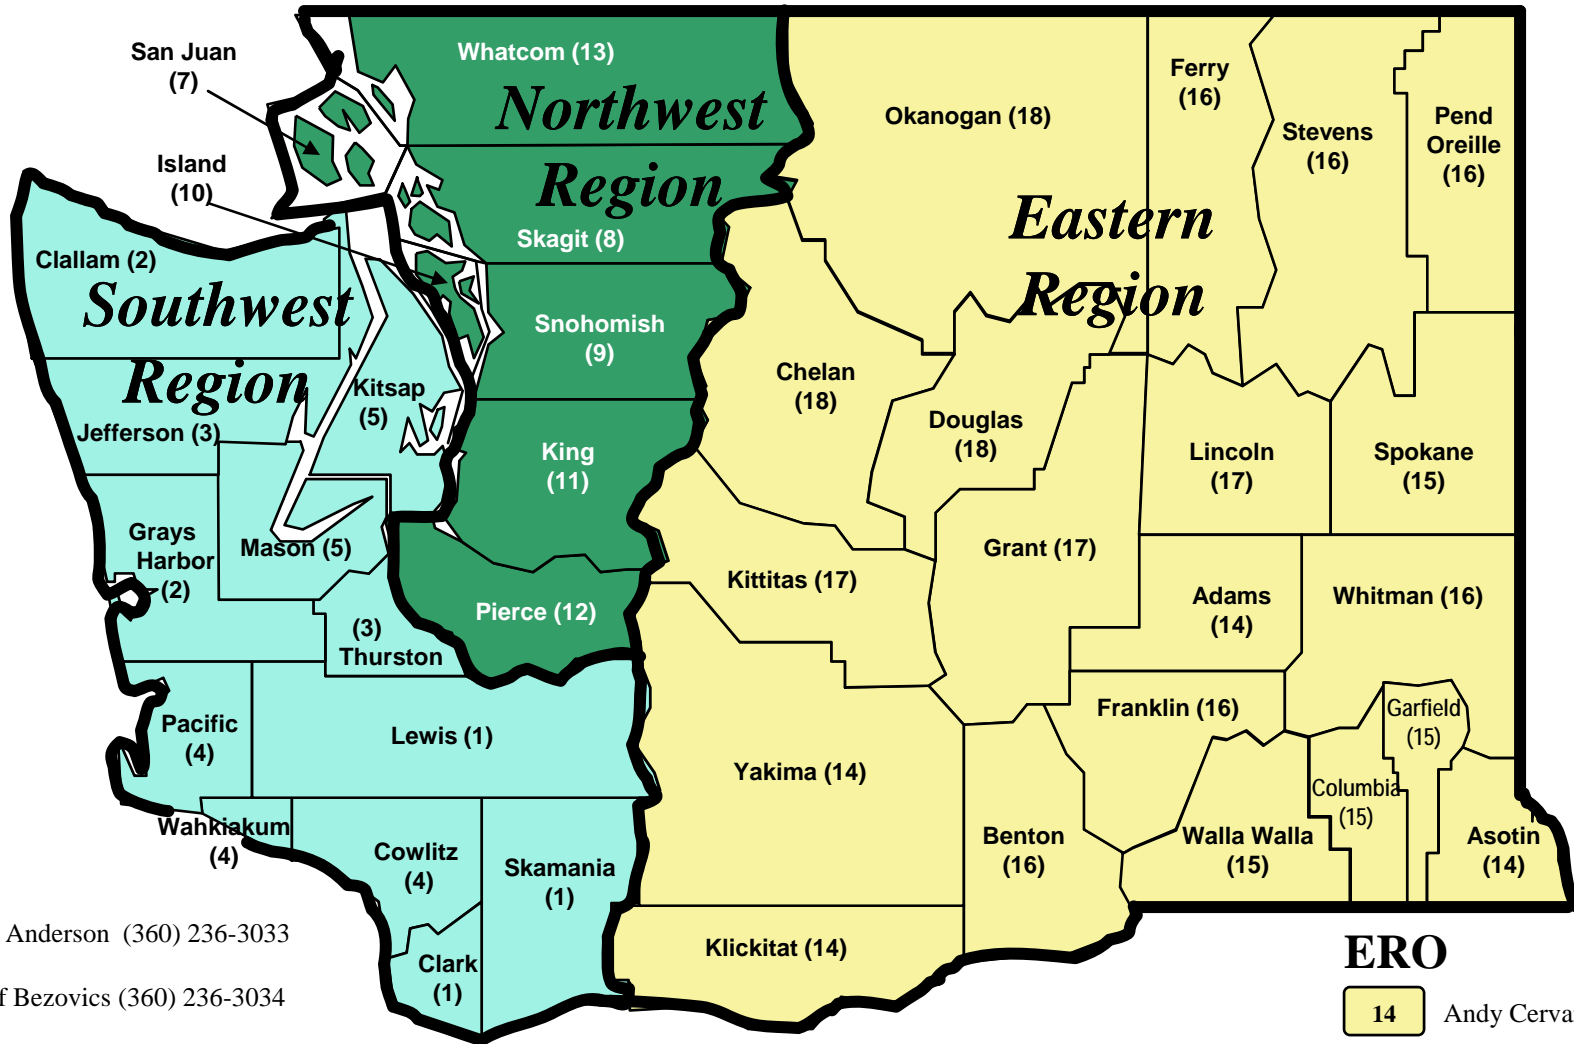 San Juan
(7)
Whatcom (13)
Northwest
Region
Island
(10)
Skagit (8)
Okanogan (18)
Ferry
(16)
Stevens
(16)
Pend
Oreille
(16)
Eastern
Region
Clallam (2)
Southwest
Region
Snohomish
(9)
Chelan
(18)
Kitsap
(5)
Jefferson (3)
Douglas
(18)
King
(11)
Lincoln
(17)
Spokane
(15)
Grays
Harbor
(2)
Mason (5)
Grant (17)
Kittitas (17)
Adams
(14)
Whitman (16)
Pierce (12)
(3)
Thurston
Pacific
(4)
Lewis (1)
Franklin (16)
Garfield
(15)
Yakima (14)
Columbia
(15)
Wahkiakum
(4)
Cowlitz
(4)
Skamania
(1)
Benton
(16)
Walla Walla
(15)
Asotin
(14)
Anderson (360) 236-3033
Klickitat (14)
Clark
(1)
f Bezovics (360) 236-3034
ERO
14 Andy Cerva